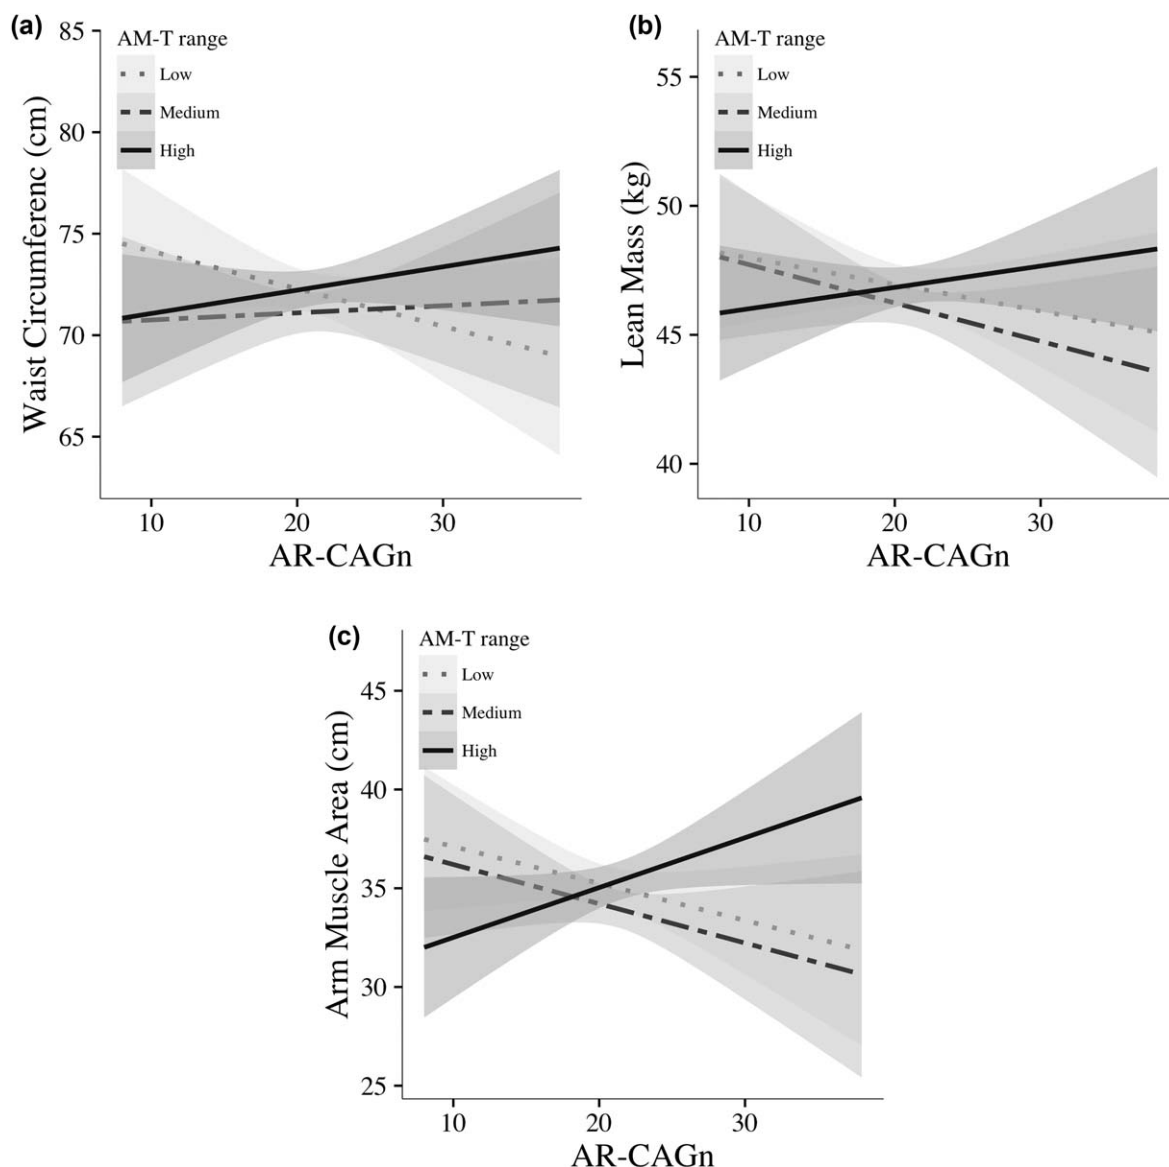 (a)
AM-T range
Low
Medium
High
85
80
75
70
65
Waist Circumferenc (cm)
10 20 30
AR-CAGn
(b)
AM-T range
Low
Medium
High
55
50
45
40
Lean Mass (kg)
10 20 30
AR-CAGn
(c)
AM-T range
Low
Medium
High
45
40
35
30
25
Arm Muscle Area (cm)
10 20 30
AR-CAGn